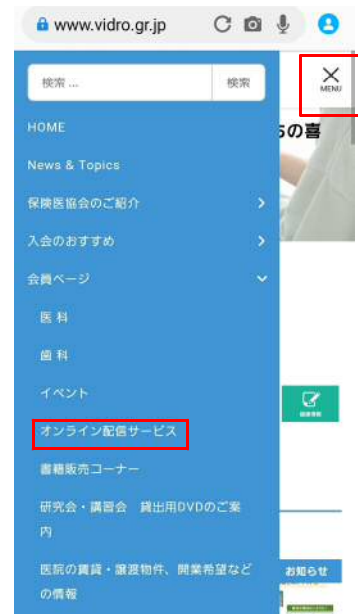 www.vidro.gr.jp
検索 ...
検索
MENU
HOME
ちの喜
News & Topics
保険医協会のご紹介
入会のおすすめ
会員ページ
医 科
歯 科
イベント
オンライン配信サービス
書籍販売コーナー
研究会・講習会　貸出用DVDのご案
内
医院の賃貸・譲渡物件、開業希望など
の情報
お知らせ